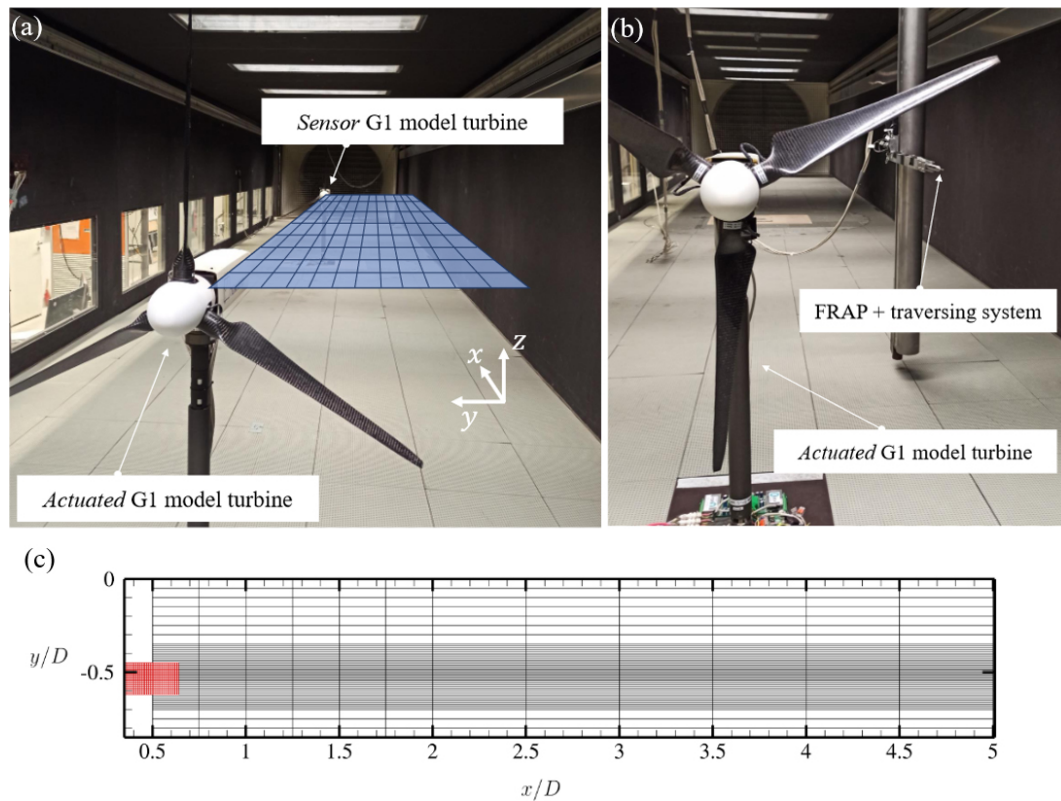 (a)
Sensor G1 model turbine
z
x
y
Actuated G1 model turbine
(b)
FRAP + traversing system
Actuated G1 model turbine
(c)
0
y/D
-0.5
0.5 1 1.5 2 2.5 3 3.5 4 4.5 5
x/D